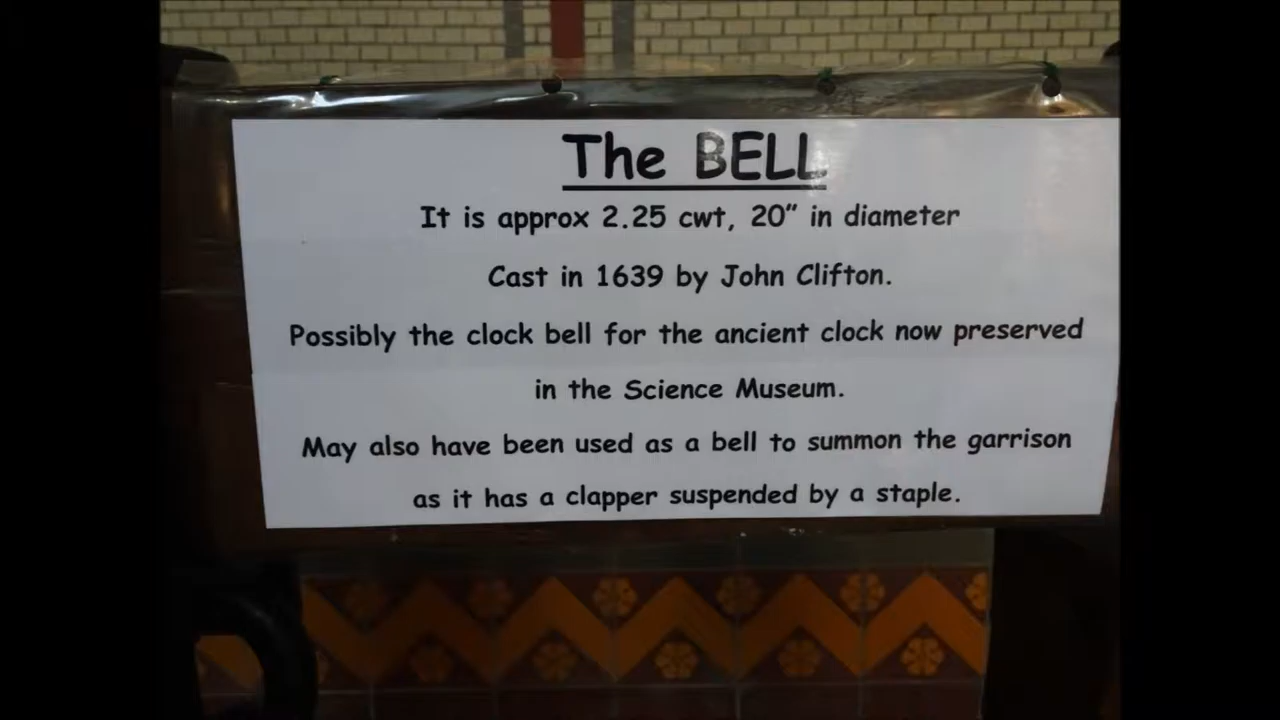 The BELL
It is approx 2.25 cwt, 20" in diameter
Cast in 1639 by John Clifton.
Possibly the clock bell for the ancient clock now preserved
in the Science Museum.
May also have been used as a bell to summon the garrison
as it has a clapper suspended by a staple.